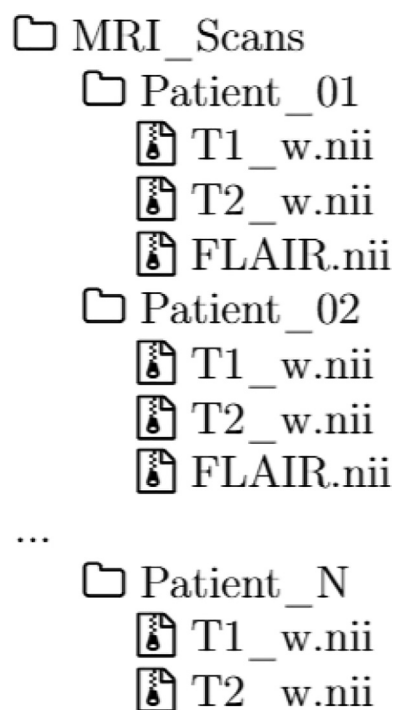 MRI_Scans
Patient_01
T1_w.nii
T2_w.nii
FLAIR.nii
Patient_02
T1_w.nii
T2_w.nii
FLAIR.nii
...
Patient_N
T1_w.nii
T2_w.nii